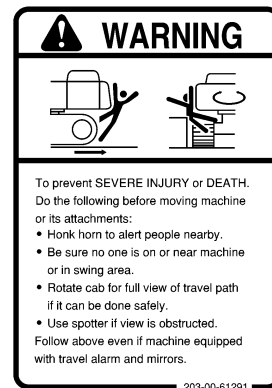 WARNING
To prevent SEVERE INJURY or DEATH.
Do the following before moving machine
or its attachments:
• Honk horn to alert people nearby.
• Be sure no one is on or near machine
or in swing area.
• Rotate cab for full view of travel path
if it can be done safely.
• Use spotter if view is obstructed.
Follow above even if machine equipped
with travel alarm and mirrors.
203-00-61291